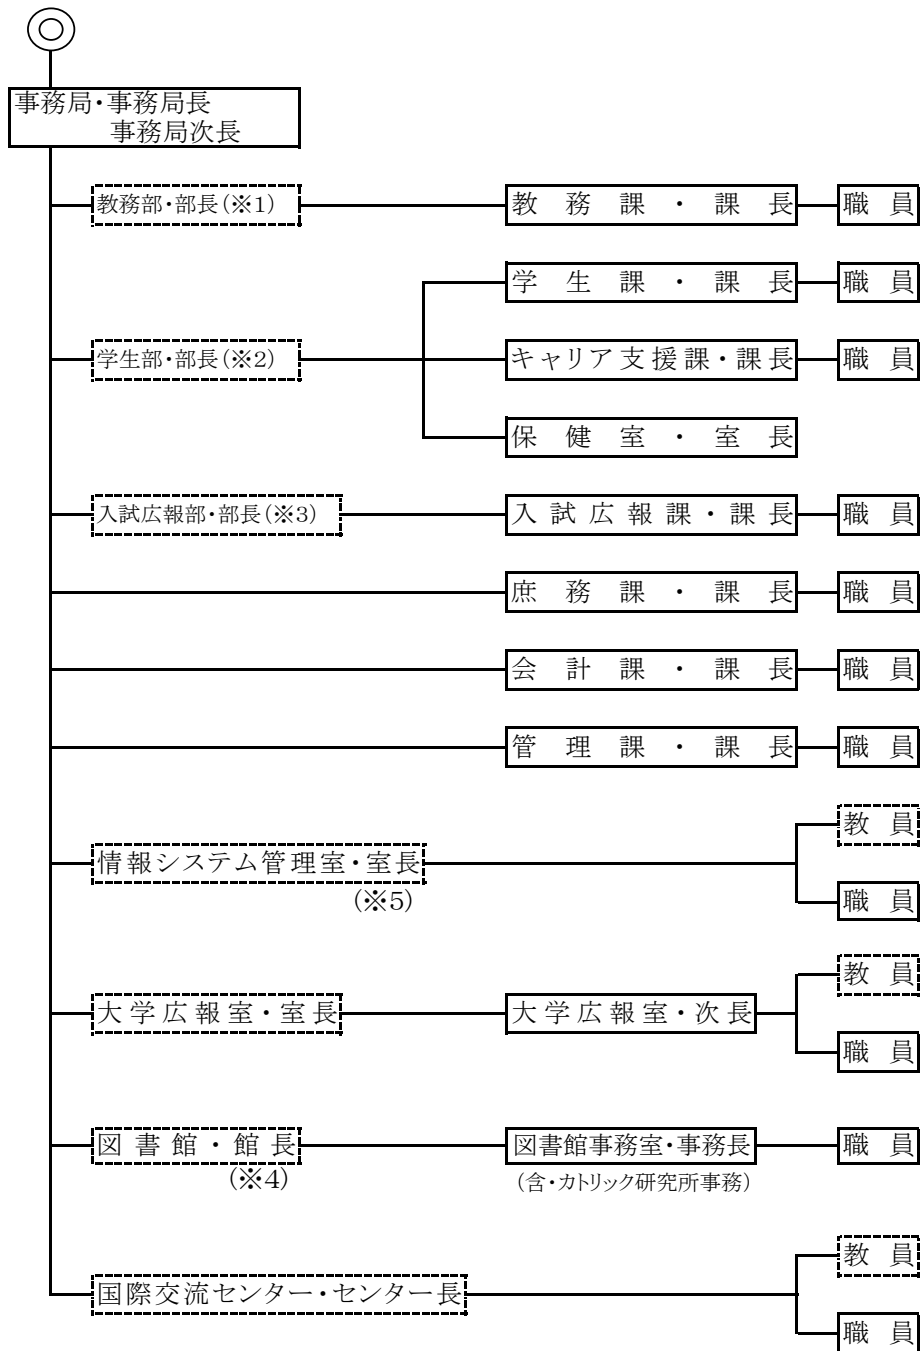 事務局・事務局長
事務局次長
教務部・部長(※1)
教務課・課長
職員
学生課・課長
職員
学生部・部長(※2)
キャリア支援課・課長
職員
保健室・室長
入試広報部・部長(※3)
入試広報課・課長
職員
庶務課・課長
職員
会計課・課長
職員
管理課・課長
職員
教員
情報システム管理室・室長
(※5)
職員
教員
大学広報室・室長
大学広報室・次長
職員
図書館・館長
(※4)
図書館事務室・事務長
(含・カトリック研究所事務)
職員
教員
国際交流センター・センター長
職員